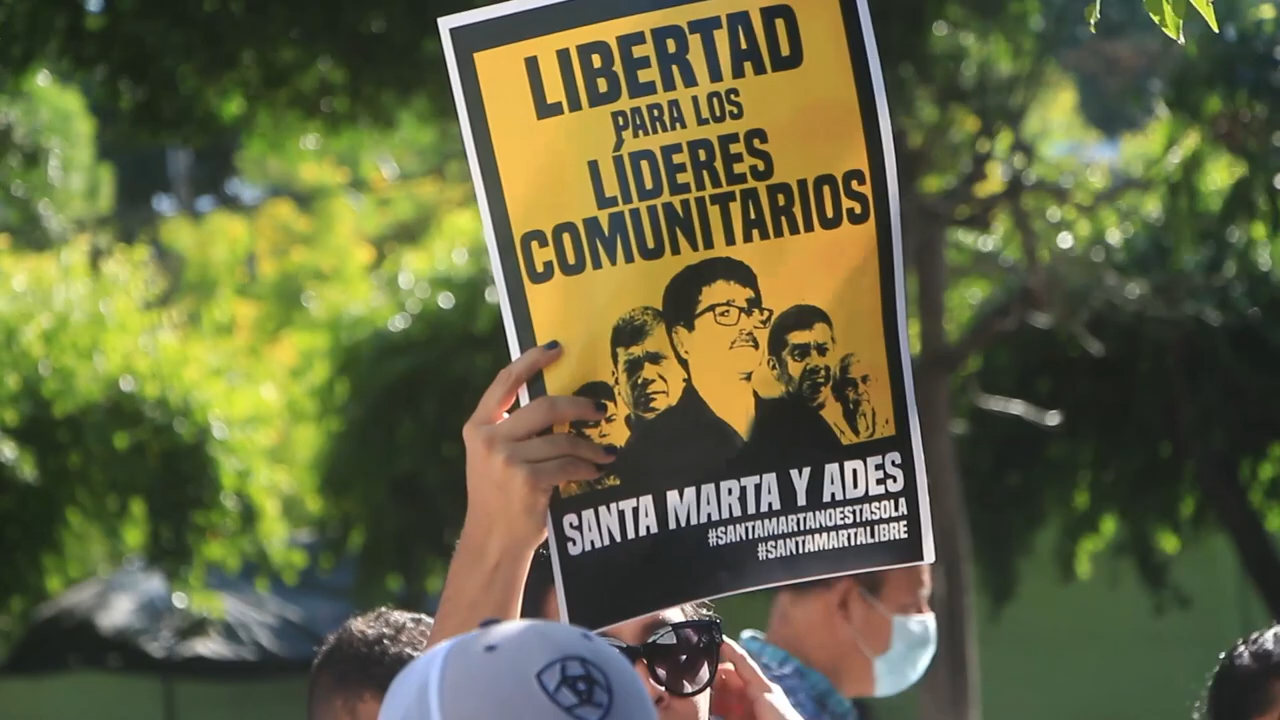 LIBERTAD
PARA LOS
LÍDERES
COMUNITARIOS
SANTA MARTA Y ADES
#SANTAMARTANOESTASOLA
#SANTAMARTALIBRE